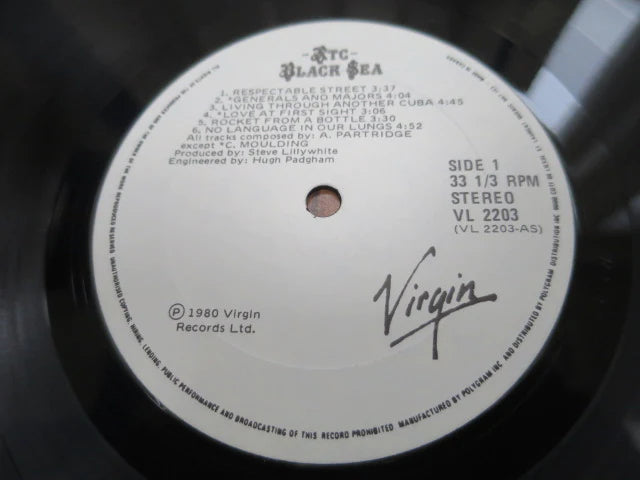 -XTC-
BLACK SEA
1. RESPECTABLE STREET 3:37
2. *GENERALS AND MAJORS 4:04
3. LIVING THROUGH ANOTHER CUBA 4:45
4. *LOVE AT FIRST SIGHT 3:06
5. ROCKET FROM A BOTTLE 3:30
6. NO LANGUAGE IN OUR LUNGS 4:52
All tracks composed by: A. PARTRIDGE
except *C. MOULDING
Produced by: Steve Lillywhite
Engineered by: Hugh Padgham
SIDE 1
33 1/3 RPM
STEREO
VL 2203
(VL 2203-AS)
Virgin
℗ 1980 Virgin
Records Ltd.
UNAUTHORIZED COPYING, HIRING, LENDING, PUBLIC PERFORMANCE AND BROADCASTING OF THIS RECORD PROHIBITED. MANUFACTURED BY POLYGRAM INC. AND DISTRIBUTED BY POLYGRAM DISTRIBUTION INC.